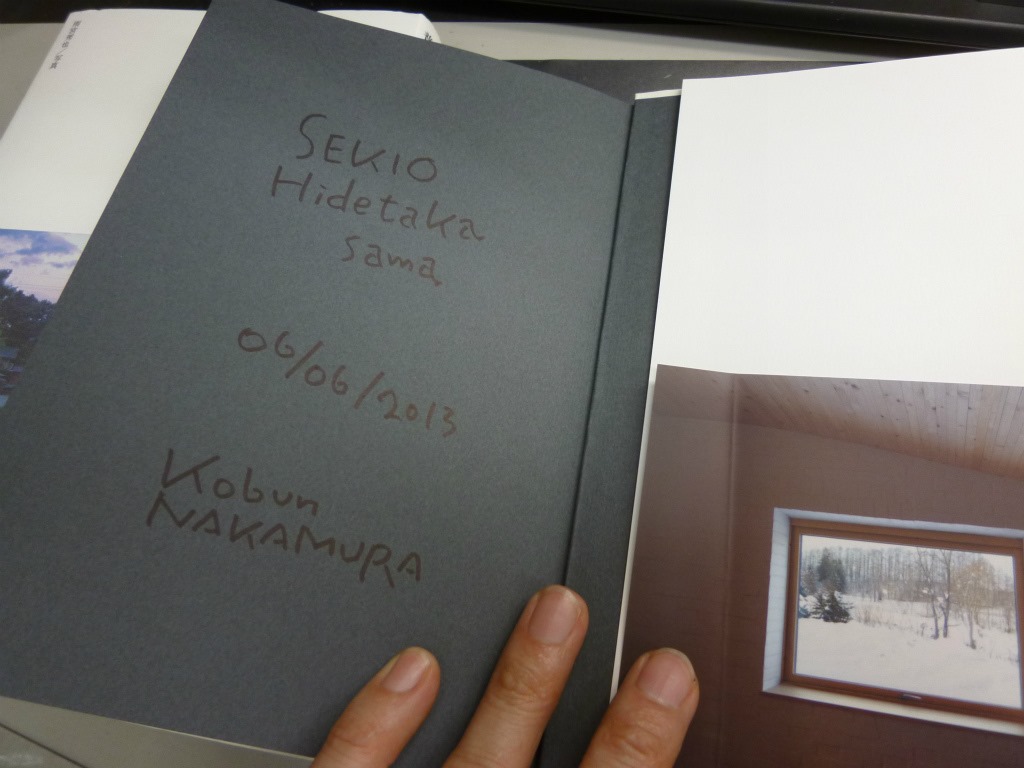 SEKIO
Hidetaka
sama
06/06/2013
Kobun
NAKAMURA